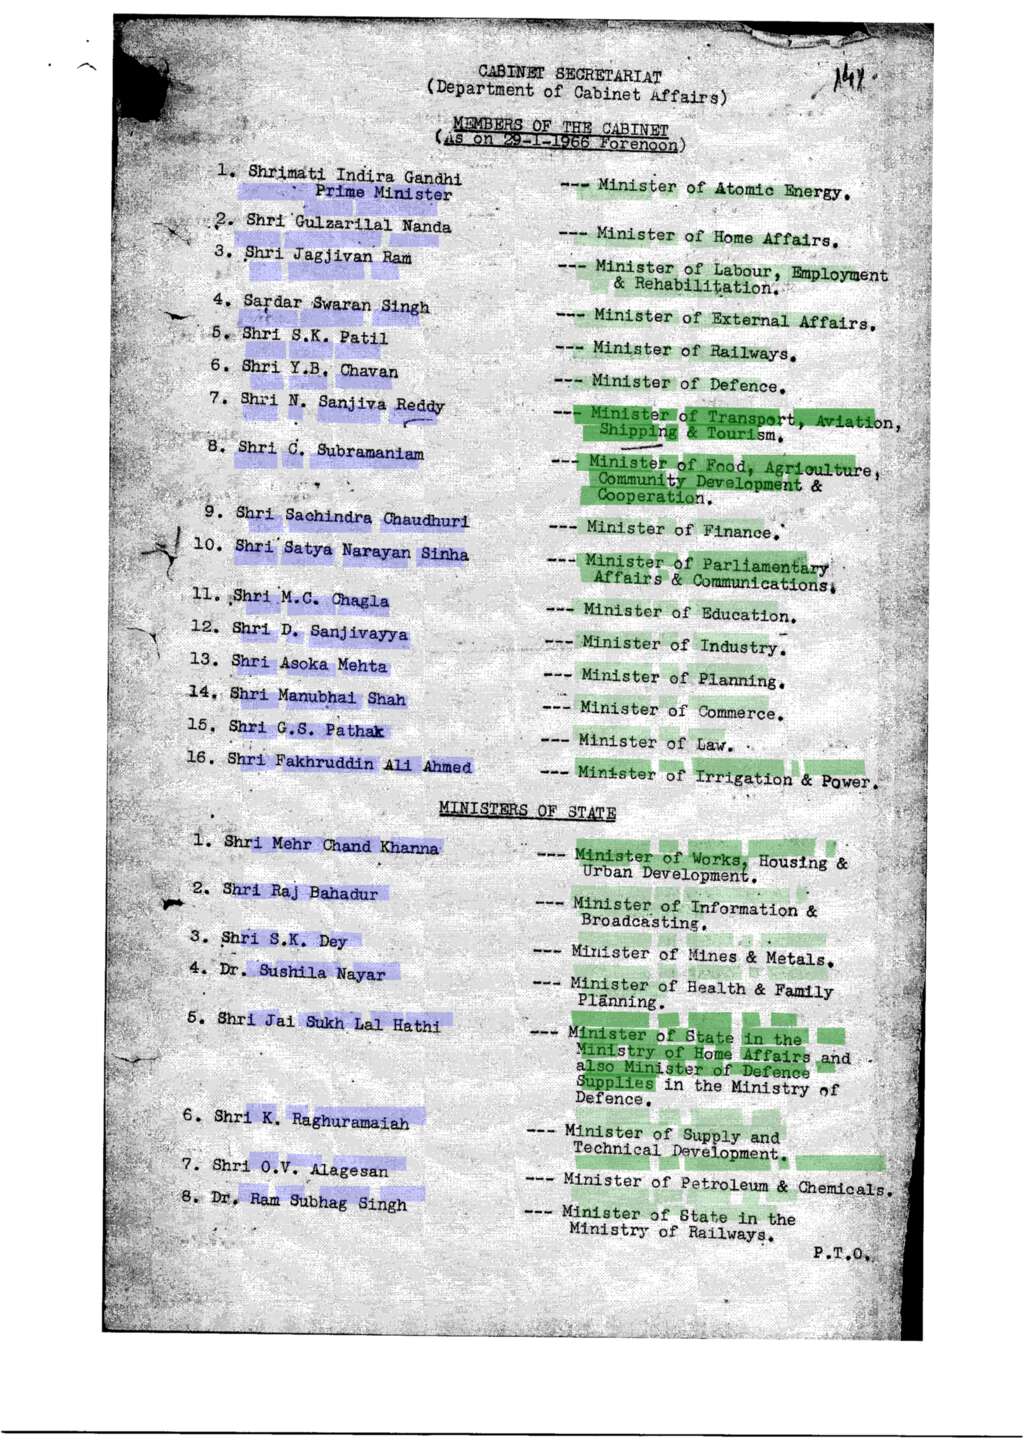 CABINET SECRETARIAT
(Department of Cabinet Affairs)
MEMBERS OF THE CABINET
(As on 29-1-1966 Forenoon)
1. Shrimati Indira Gandhi
Prime Minister --- Minister of Atomic Energy.
2. Shri Gulzarilal Nanda --- Minister of Home Affairs.
3. Shri Jagjivan Ram --- Minister of Labour, Employment
& Rehabilitation.
4. Sardar Swaran Singh --- Minister of External Affairs.
5. Shri S.K. Patil --- Minister of Railways.
6. Shri Y.B. Chavan --- Minister of Defence.
7. Shri N. Sanjiva Reddy --- Minister of Transport, Aviation,
Shipping & Tourism.
8. Shri C. Subramaniam --- Minister of Food, Agriculture,
Community Development &
Cooperation.
9. Shri Sachindra Chaudhuri --- Minister of Finance.
10. Shri Satya Narayan Sinha --- Minister of Parliamentary
Affairs & Communications.
11. Shri M.C. Chagla --- Minister of Education.
12. Shri D. Sanjivayya --- Minister of Industry.
13. Shri Asoka Mehta --- Minister of Planning.
14. Shri Manubhai Shah --- Minister of Commerce.
15. Shri G.S. Pathak --- Minister of Law.
16. Shri Fakhruddin Ali Ahmed --- Minister of Irrigation & Power.
MINISTERS OF STATE
1. Shri Mehr Chand Khanna --- Minister of Works, Housing &
Urban Development.
2. Shri Raj Bahadur --- Minister of Information &
Broadcasting.
3. Shri S.K. Dey --- Minister of Mines & Metals.
4. Dr. Sushila Nayar --- Minister of Health & Family
Planning.
5. Shri Jai Sukh Lal Hathi --- Minister of State in the
Ministry of Home Affairs and
also Minister of Defence
Supplies in the Ministry of
Defence.
6. Shri K. Raghuramaiah --- Minister of Supply and
Technical Development.
7. Shri O.V. Alagesan --- Minister of Petroleum & Chemicals.
8. Dr. Ram Subhag Singh --- Minister of State in the
Ministry of Railways.
P.T.O.